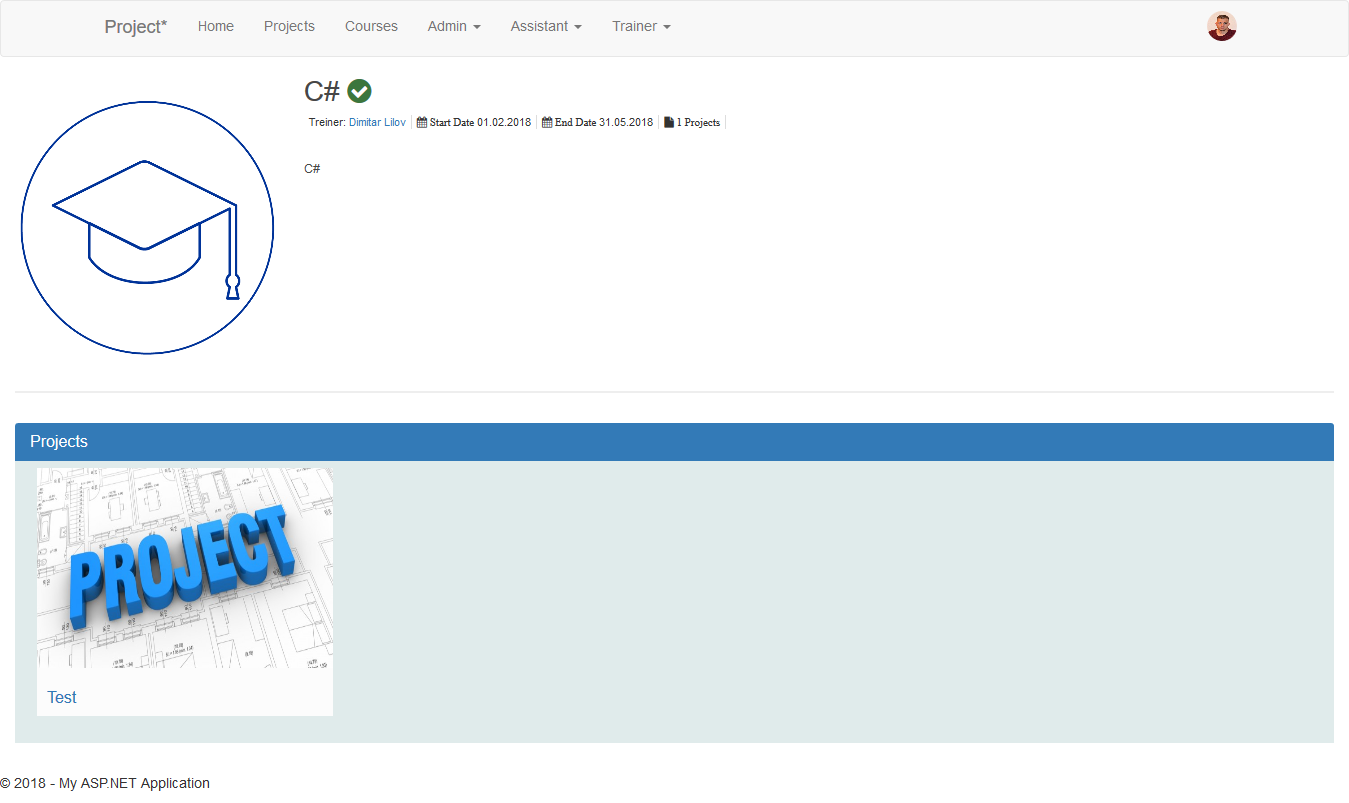 Project* Home Projects Courses Admin Assistant Trainer
C#
Treiner: Dimitar Lilov Start Date 01.02.2018 End Date 31.05.2018 1 Projects
C#
Projects
PROJECT
Test
© 2018 - My ASP.NET Application